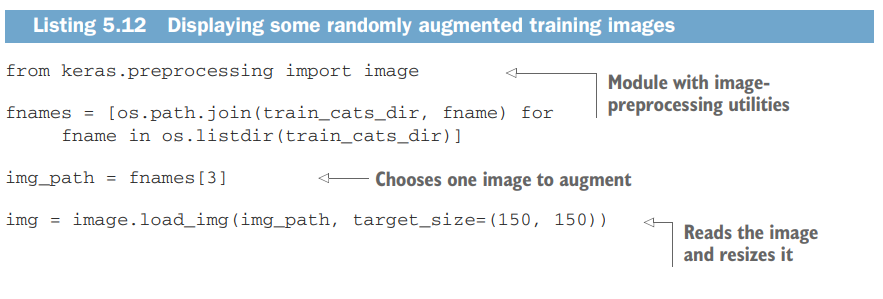 Listing 5.12 Displaying some randomly augmented training images
from keras.preprocessing import image
Module with image-
preprocessing utilities
fnames = [os.path.join(train_cats_dir, fname) for
fname in os.listdir(train_cats_dir)]
img_path = fnames[3]
Chooses one image to augment
img = image.load_img(img_path, target_size=(150, 150))
Reads the image
and resizes it